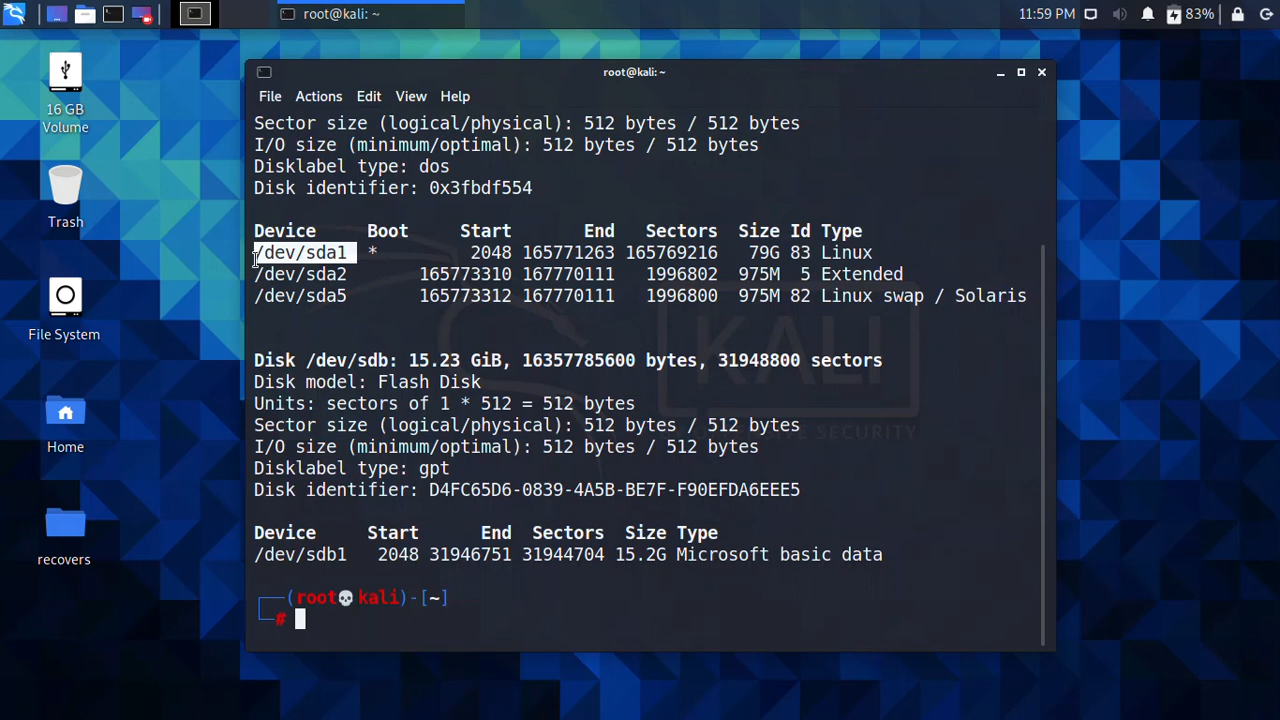 root@kali: ~
11:59 PM
83%
root@kali: ~
File Actions Edit View Help
16 GB
Volume
Trash
File System
Home
recovers
Sector size (logical/physical): 512 bytes / 512 bytes
I/O size (minimum/optimal): 512 bytes / 512 bytes
Disklabel type: dos
Disk identifier: 0x3fbdf554
Device Boot Start End Sectors Size Id Type
/dev/sda1 * 2048 165771263 165769216 79G 83 Linux
/dev/sda2 165773310 167770111 1996802 975M 5 Extended
/dev/sda5 165773312 167770111 1996800 975M 82 Linux swap / Solaris
Disk /dev/sdb: 15.23 GiB, 16357785600 bytes, 31948800 sectors
Disk model: Flash Disk
Units: sectors of 1 * 512 = 512 bytes
Sector size (logical/physical): 512 bytes / 512 bytes
I/O size (minimum/optimal): 512 bytes / 512 bytes
Disklabel type: gpt
Disk identifier: D4FC65D6-0839-4A5B-BE7F-F90EFDA6EEE5
Device Start End Sectors Size Type
/dev/sdb1 2048 31946751 31944704 15.2G Microsoft basic data
┌──(root💀kali)-[~]
└─#
KALI
SECURITY